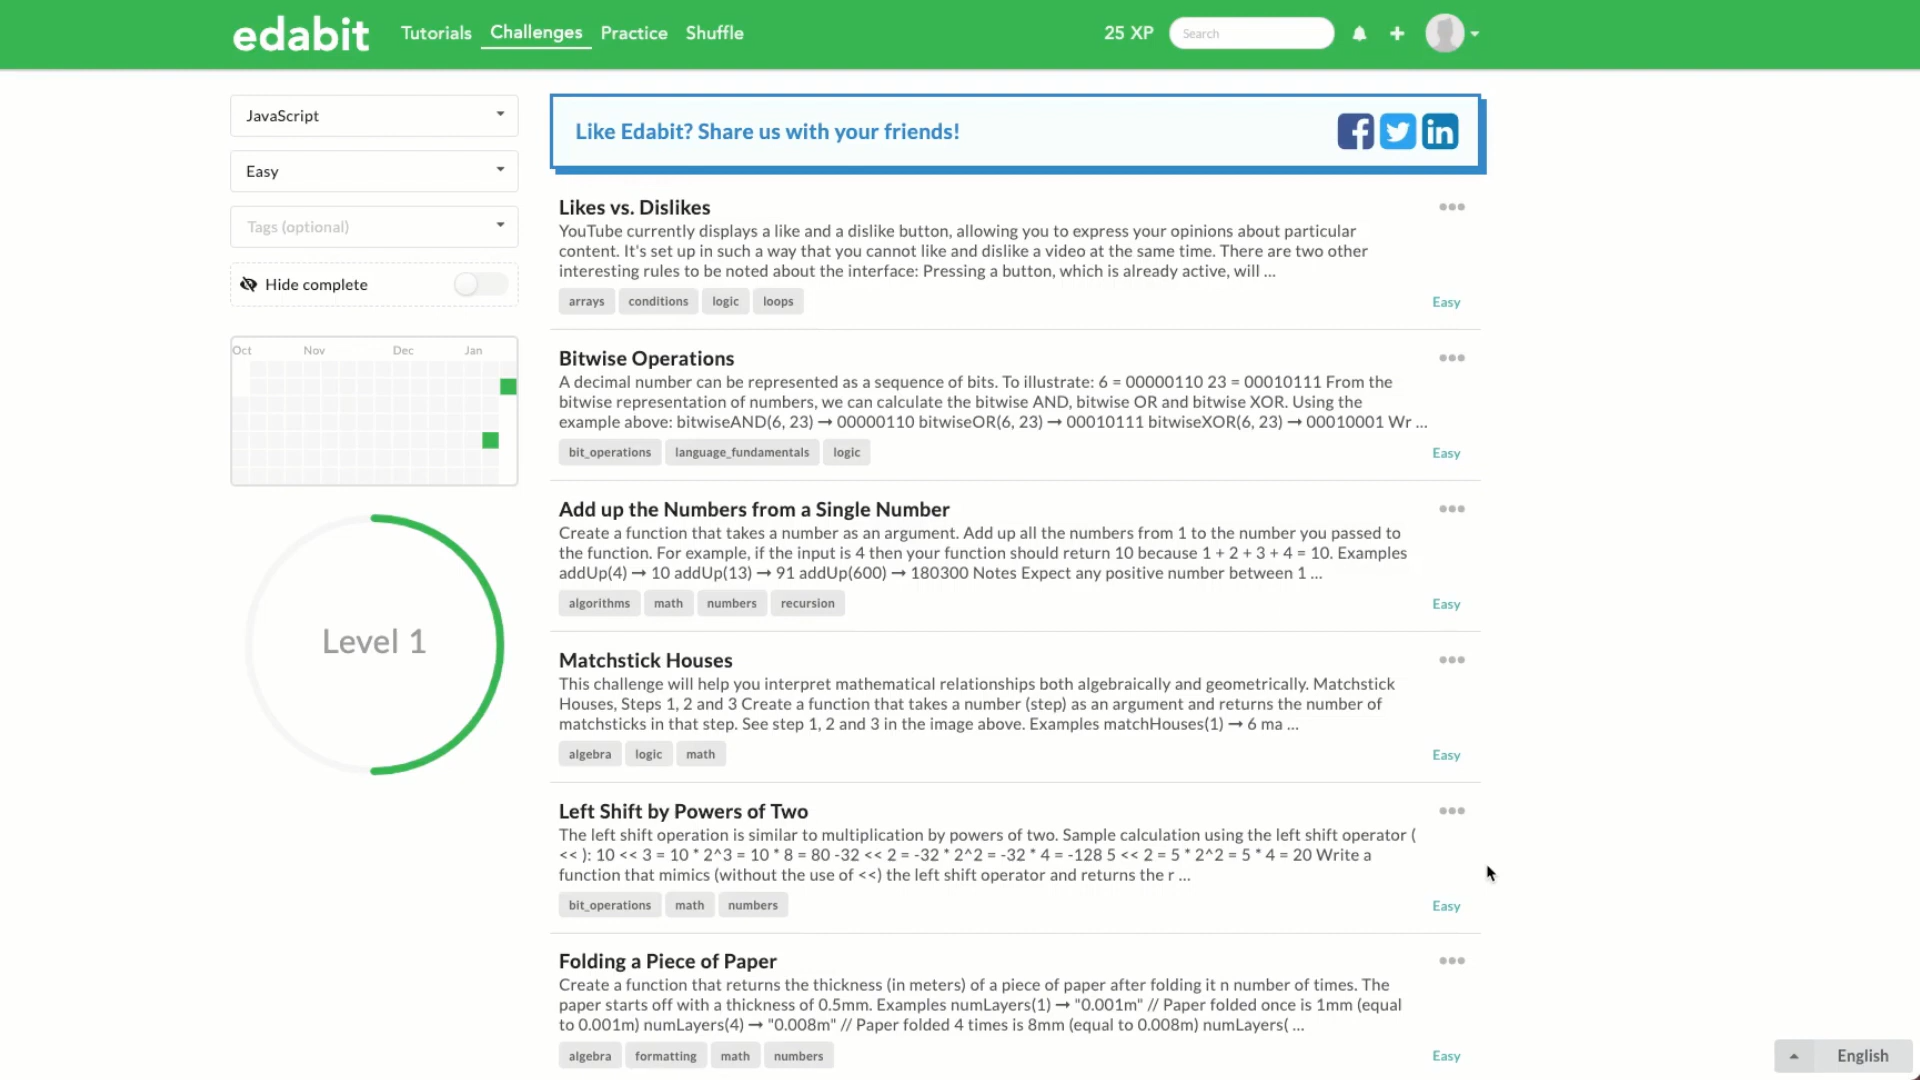 edabit Tutorials Challenges Practice Shuffle 25 XP Search
JavaScript
Easy
Tags (optional)
Hide complete
Oct Nov Dec Jan
Level 1
Like Edabit? Share us with your friends!
Likes vs. Dislikes
YouTube currently displays a like and a dislike button, allowing you to express your opinions about particular
content. It's set up in such a way that you cannot like and dislike a video at the same time. There are two other
interesting rules to be noted about the interface: Pressing a button, which is already active, will ...
arrays conditions logic loops Easy
Bitwise Operations
A decimal number can be represented as a sequence of bits. To illustrate: 6 = 00000110 23 = 00010111 From the
bitwise representation of numbers, we can calculate the bitwise AND, bitwise OR and bitwise XOR. Using the
example above: bitwiseAND(6, 23) ➞ 00000110 bitwiseOR(6, 23) ➞ 00010111 bitwiseXOR(6, 23) ➞ 00010001 Wr ...
bit_operations language_fundamentals logic Easy
Add up the Numbers from a Single Number
Create a function that takes a number as an argument. Add up all the numbers from 1 to the number you passed to
the function. For example, if the input is 4 then your function should return 10 because 1 + 2 + 3 + 4 = 10. Examples
addUp(4) ➞ 10 addUp(13) ➞ 91 addUp(600) ➞ 180300 Notes Expect any positive number between 1 ...
algorithms math numbers recursion Easy
Matchstick Houses
This challenge will help you interpret mathematical relationships both algebraically and geometrically. Matchstick
Houses, Steps 1, 2 and 3 Create a function that takes a number (step) as an argument and returns the number of
matchsticks in that step. See step 1, 2 and 3 in the image above. Examples matchHouses(1) ➞ 6 ma ...
algebra logic math Easy
Left Shift by Powers of Two
The left shift operation is similar to multiplication by powers of two. Sample calculation using the left shift operator (
<< ): 10 << 3 = 10 * 2^3 = 10 * 8 = 80 -32 << 2 = -32 * 2^2 = -32 * 4 = -128 5 << 2 = 5 * 2^2 = 5 * 4 = 20 Write a
function that mimics (without the use of <<) the left shift operator and returns the r ...
bit_operations math numbers Easy
Folding a Piece of Paper
Create a function that returns the thickness (in meters) of a piece of paper after folding it n number of times. The
paper starts off with a thickness of 0.5mm. Examples numLayers(1) ➞ "0.001m" // Paper folded once is 1mm (equal
to 0.001m) numLayers(4) ➞ "0.008m" // Paper folded 4 times is 8mm (equal to 0.008m) numLayers( ...
algebra formatting math numbers Easy
English